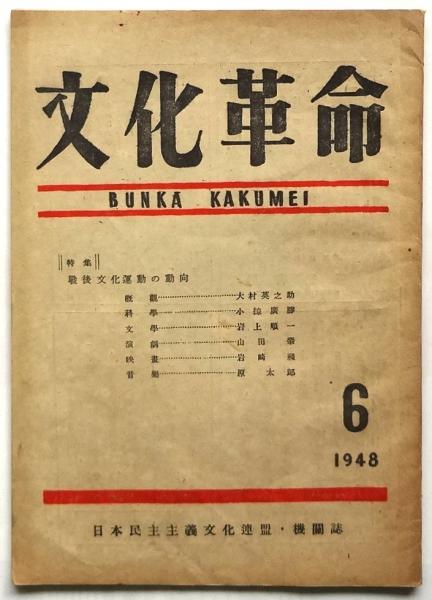 文化革命
BUNKA KAKUMEI
特集
戰後文化運動の動向
概觀…大村英之助
科學…小椋廣勝
文學…岩上順一
演劇…山田肇
映畫…岩崎昶
音樂…原太郎
6
1948
日本民主主義文化連盟・機關誌